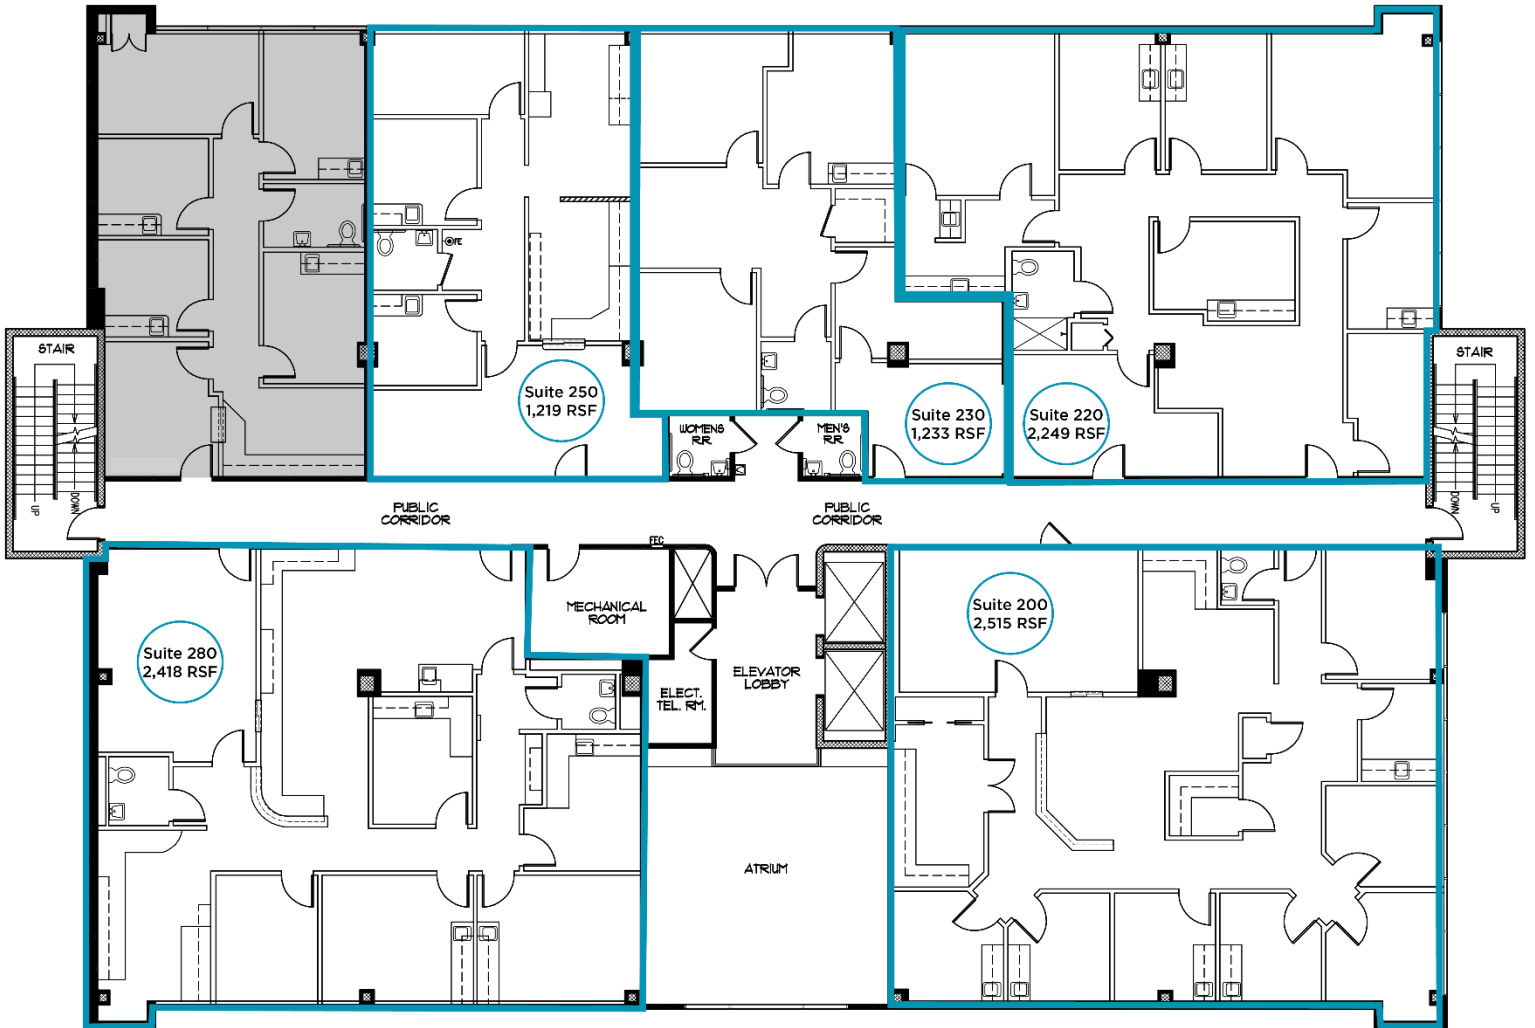 STAIR
STAIR
FE
Suite 250
1,219 RSF
Suite 230
1,233 RSF
Suite 220
2,249 RSF
WOMENS
R.R.
MEN'S
R.R.
UP
DOWN
DOWN
UP
PUBLIC
CORRIDOR
PUBLIC
CORRIDOR
FEC
MECHANICAL
ROOM
Suite 200
2,515 RSF
Suite 280
2,418 RSF
ELEVATOR
LOBBY
ELECT.
TEL. RM.
ATRIUM